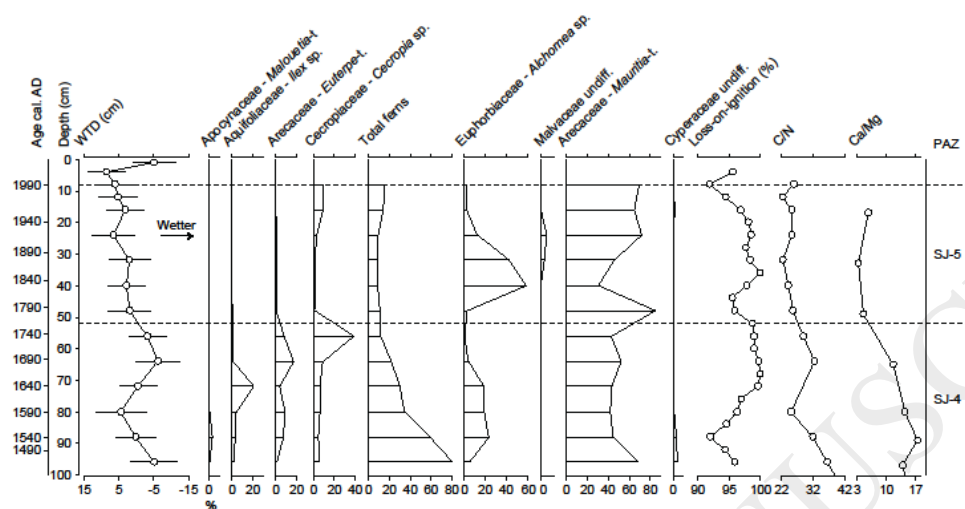 Age cal. AD
Depth (cm)
WTD (cm)
Apocynaceae - Malouetia-t
Aquifoliaceae - Ilex sp.
Arecaceae - Euterpe-t.
Cecropiaceae - Cecropia sp.
Total ferns
Euphorbiaceae - Alchornea sp.
Malvaceae undiff.
Arecaceae - Mauritia-t.
Cyperaceae undiff.
Loss-on-ignition (%)
C/N
Ca/Mg
PAZ
0
1990 10
20
1940
Wetter
1890 30
SJ-5
1840 40
1790 50
1740
60
1690
70
1640
SJ-4
1590 80
1540
90
1490
100
15 5 -5 -15 0 0 20 0 20 0 20 40 0 20 40 60 80 0 20 40 60 0 0 20 40 60 80 0 90 95 100 22 32 42 3 10 17
%
USC